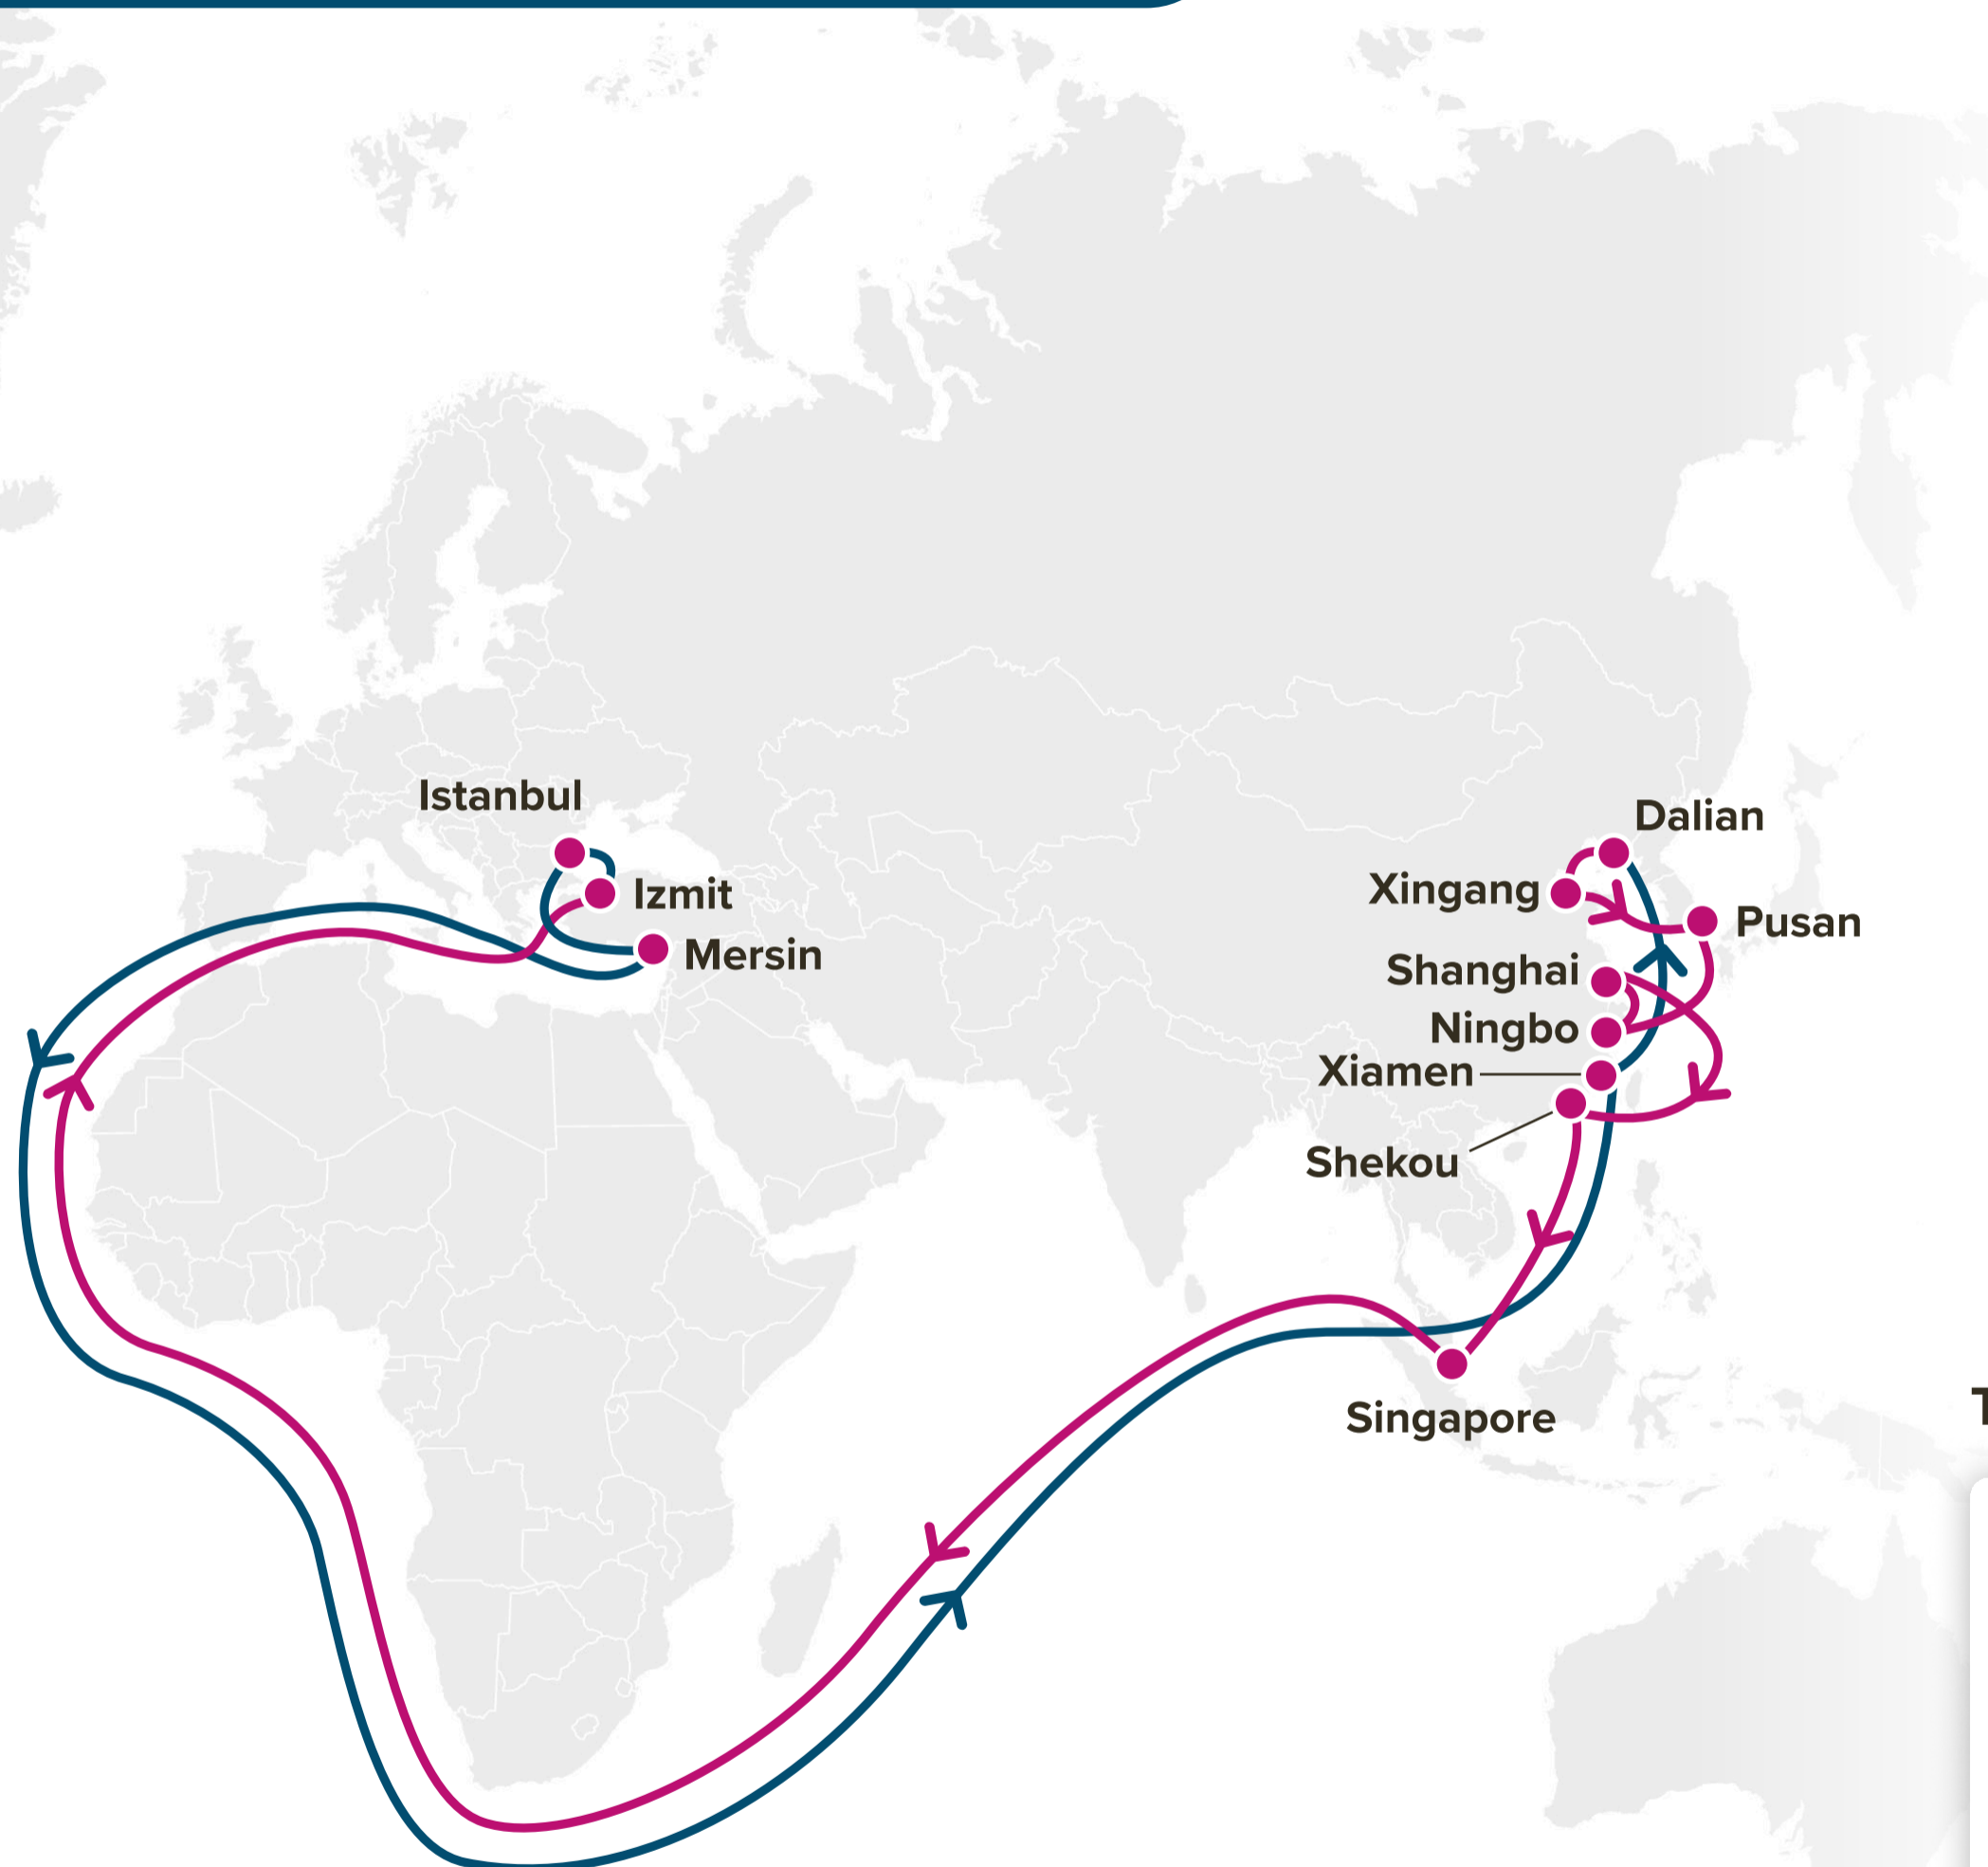 Istanbul
Dalian
Izmit
Xingang
Pusan
Mersin
Shanghai
Ningbo
Xiamen
Shekou
Singapore